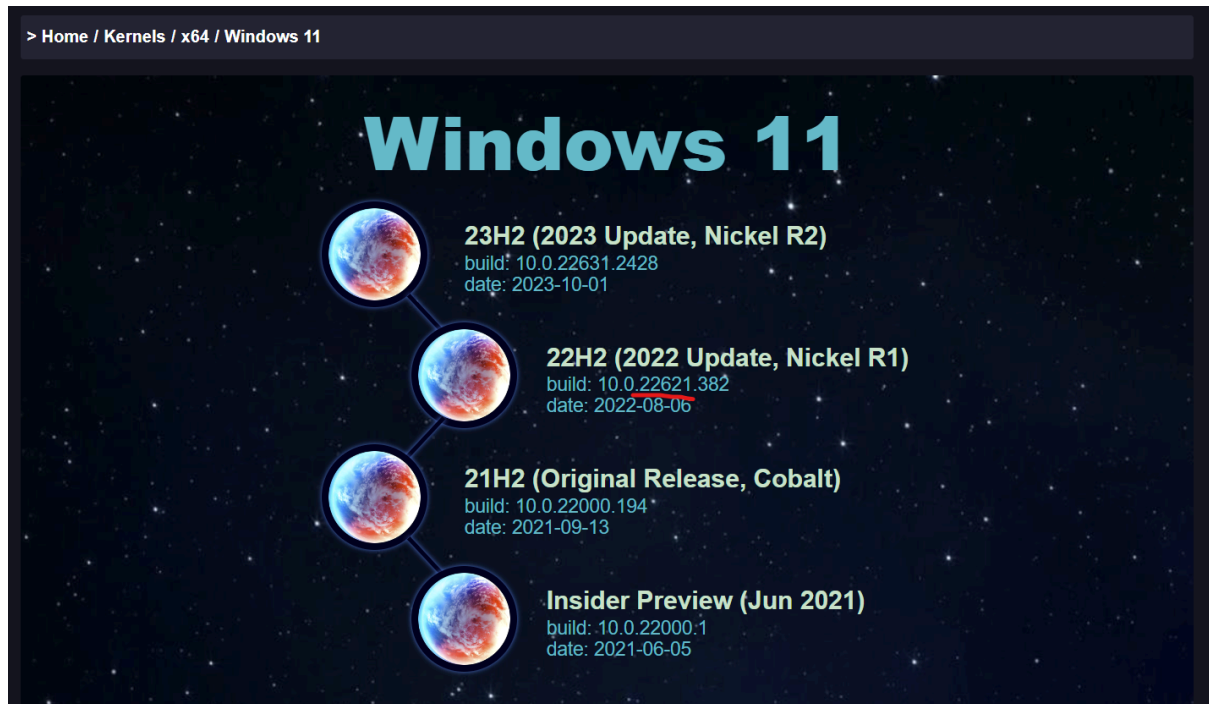 > Home / Kernels / x64 / Windows 11
Windows 11
23H2 (2023 Update, Nickel R2)
build: 10.0.22631.2428
date: 2023-10-01
22H2 (2022 Update, Nickel R1)
build: 10.0.22621.382
date: 2022-08-06
21H2 (Original Release, Cobalt)
build: 10.0.22000.194
date: 2021-09-13
Insider Preview (Jun 2021)
build: 10.0.22000.1
date: 2021-06-05